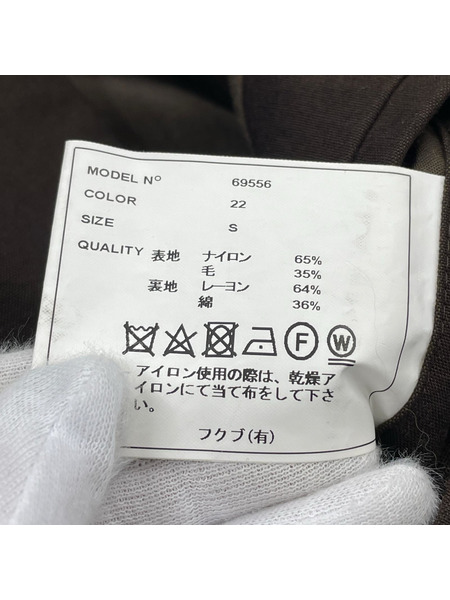 MODEL Nº 69556
COLOR 22
SIZE S
QUALITY 表地 ナイロン 65%
毛 35%
裏地 レーヨン 64%
綿 36%
F W
アイロン使用の際は、乾燥ア
イロンにて当て布をして下さ
い。
フクブ(有)